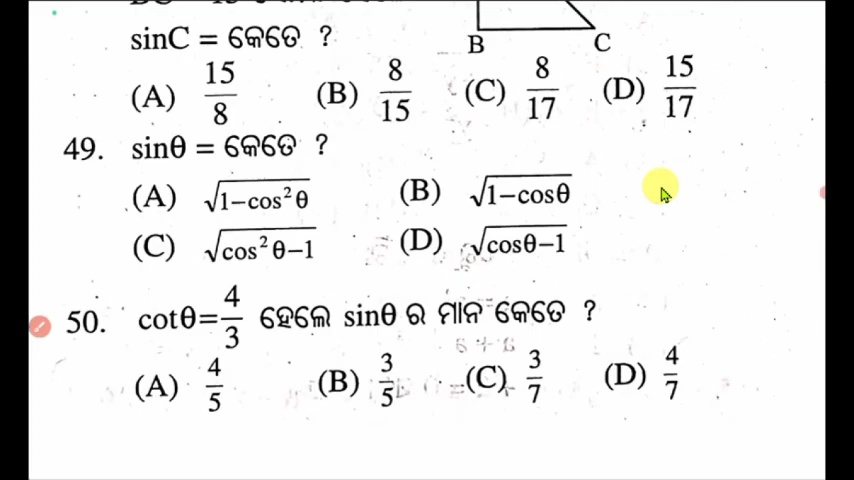 B C
sinC = କେତେ ?
(A) 15/8 (B) 8/15 (C) 8/17 (D) 15/17
49. sinθ = କେତେ ?
(A) √1−cos²θ (B) √1−cosθ
(C) √cos²θ−1 (D) √cosθ−1
50. cotθ=4/3 ହେଲେ sinθ ର ମାନ କେତେ ?
(A) 4/5 (B) 3/5 (C) 3/7 (D) 4/7